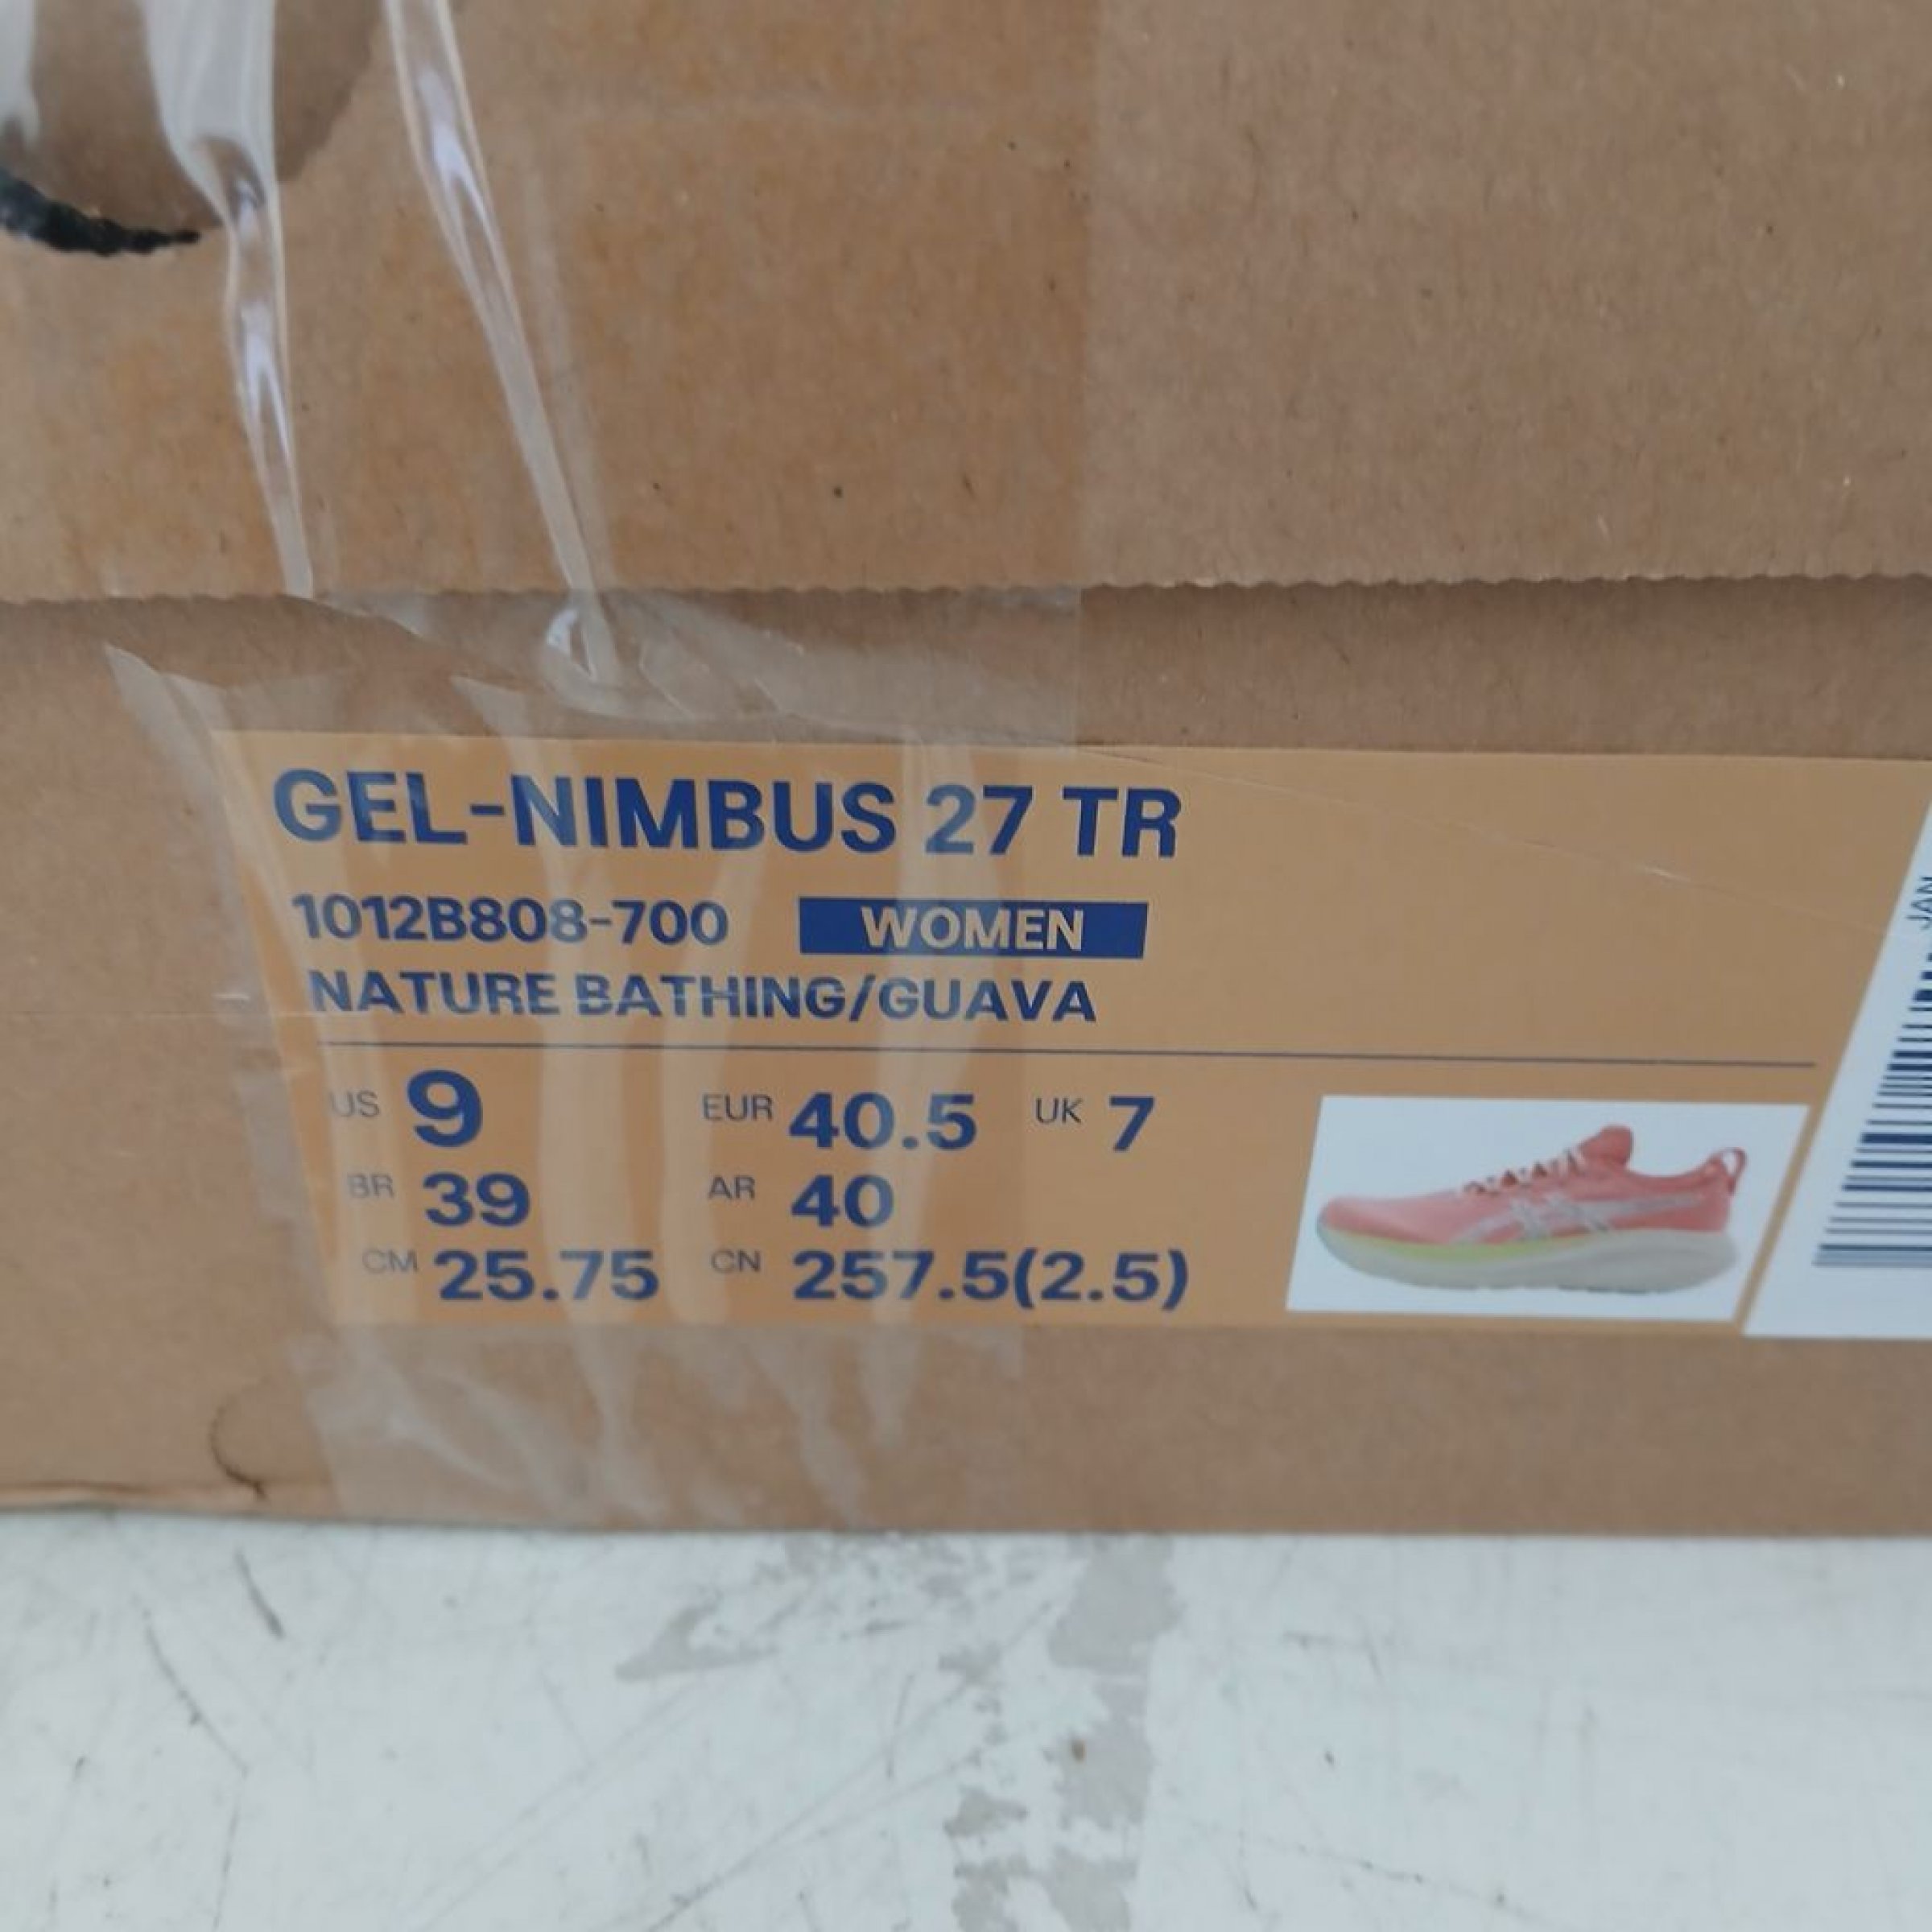 GEL-NIMBUS 27 TR
1012B808-700 WOMEN
NATURE BATHING/GUAVA
US 9 EUR 40.5 UK 7
BR 39 AR 40
CM 25.75 CN 257.5(2.5)
JAN